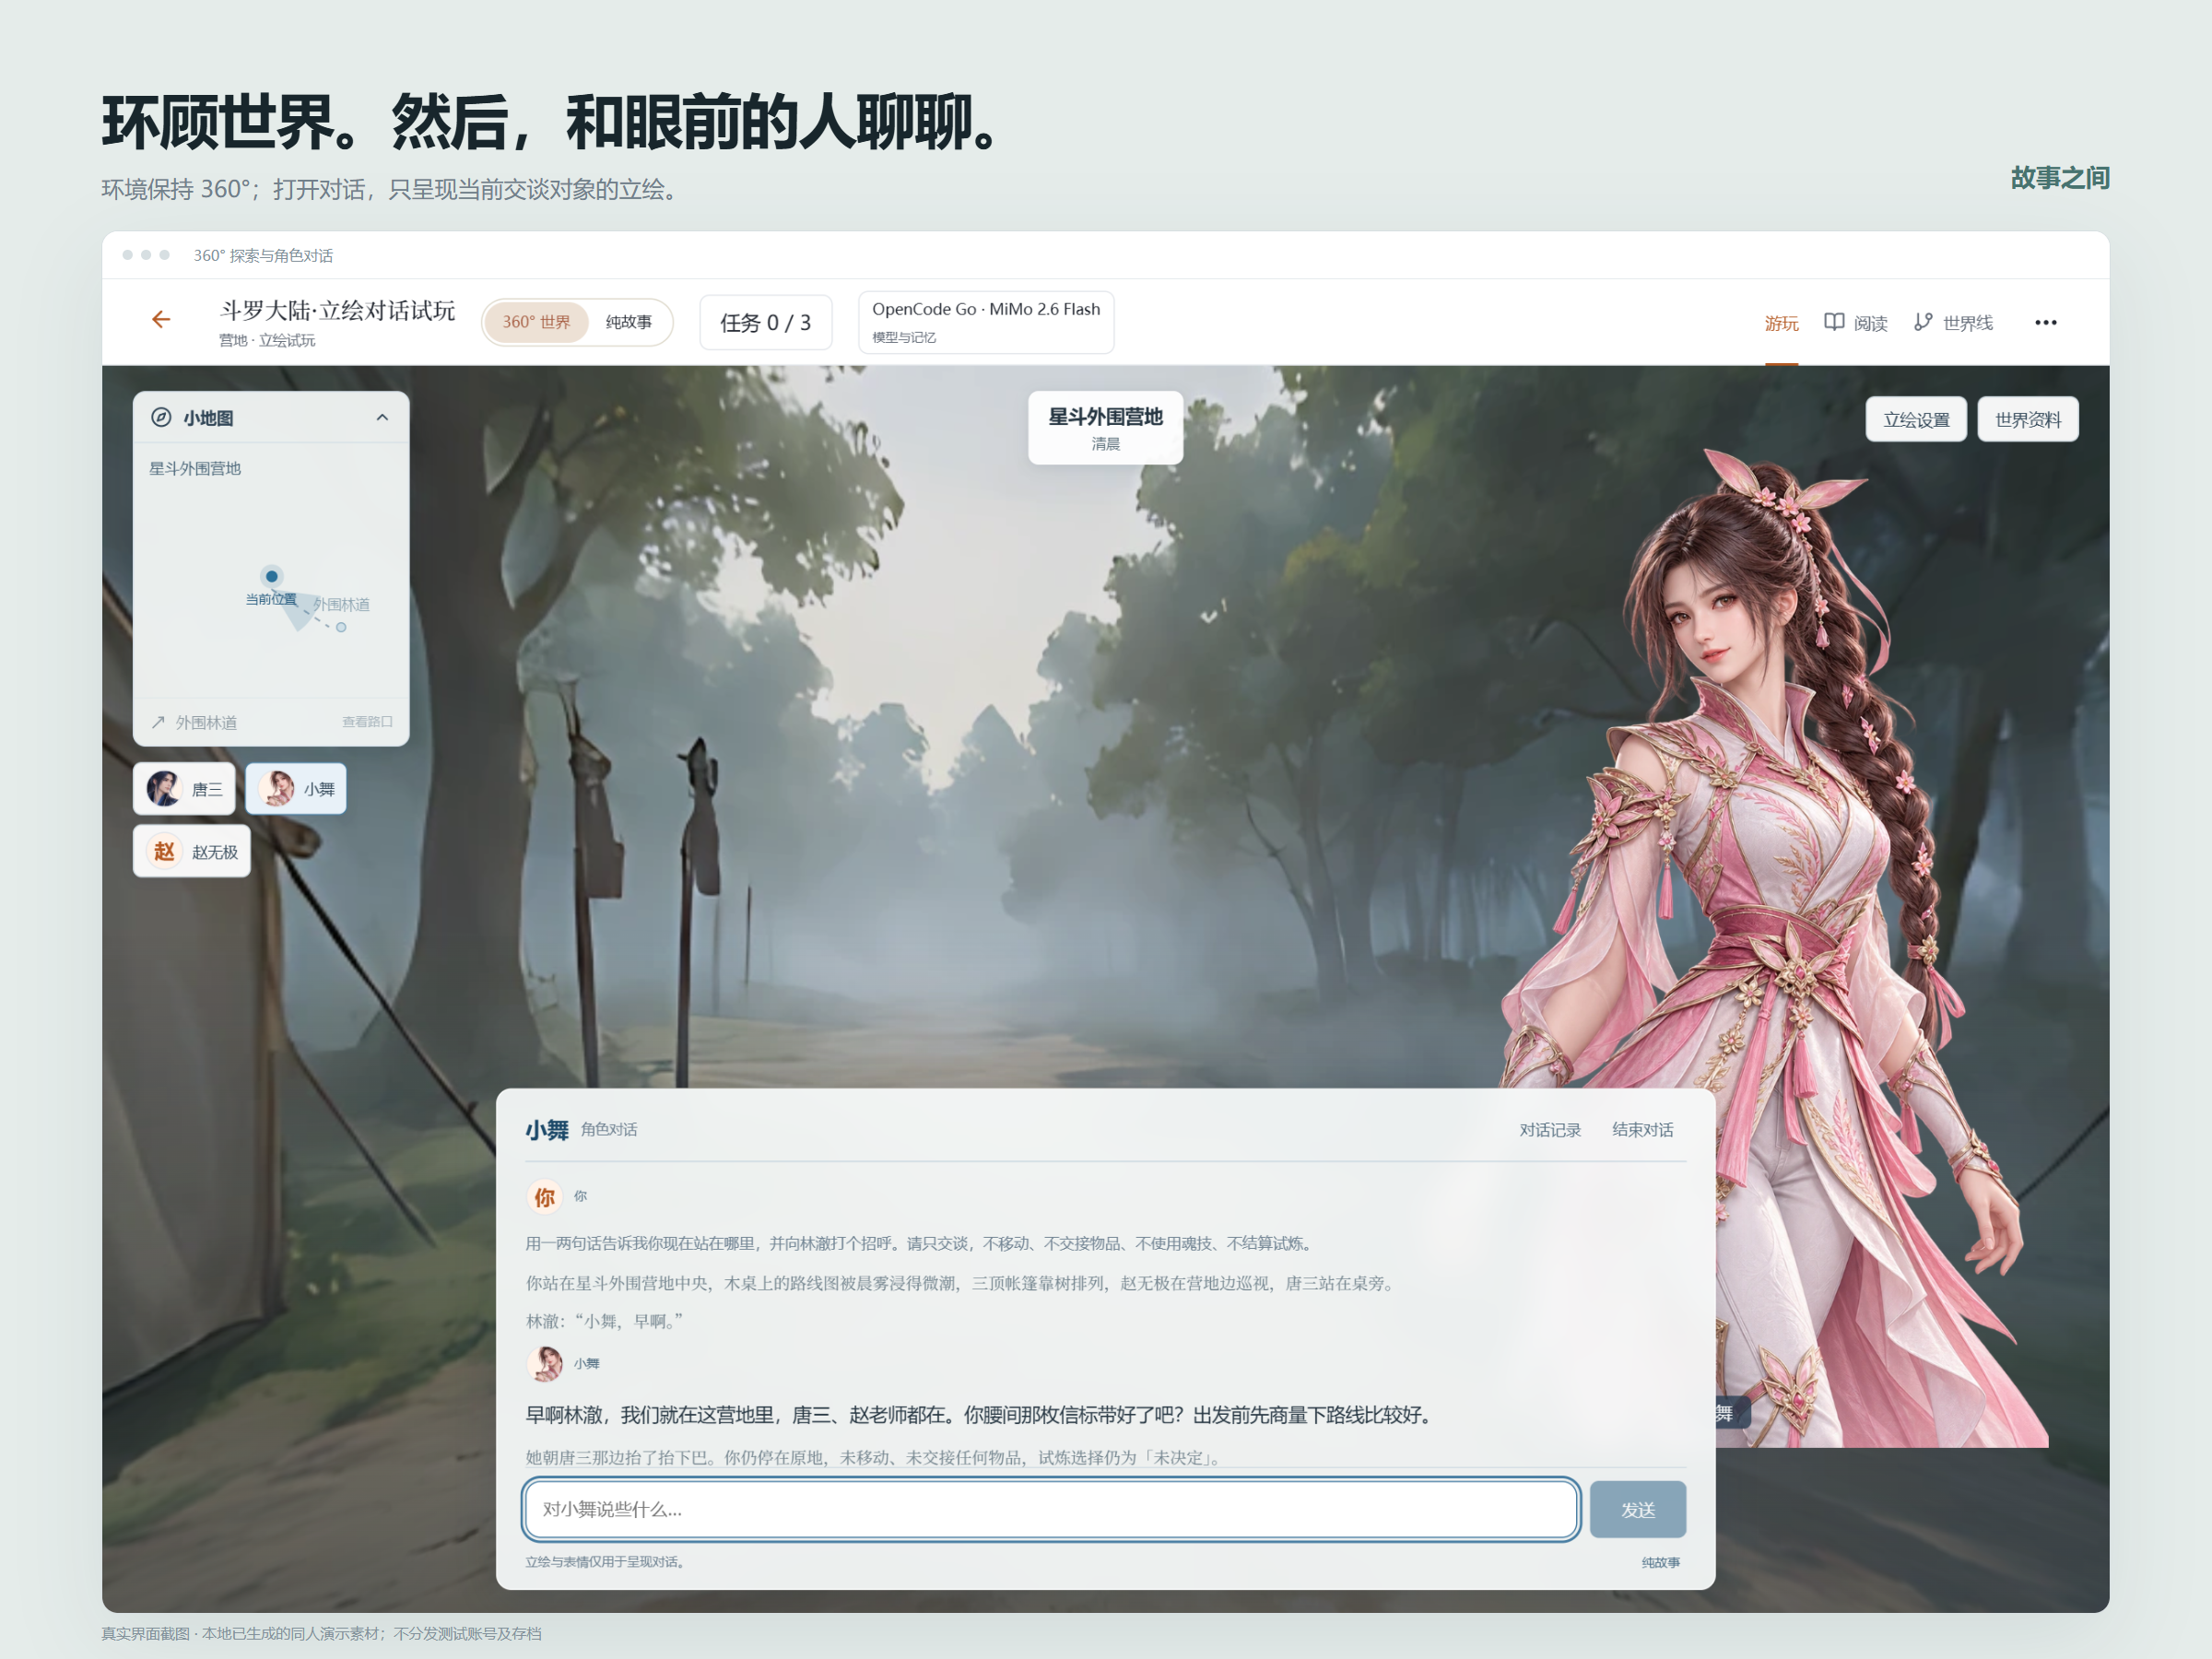 环顾世界。然后，和眼前的人聊聊。
环境保持 360°；打开对话，只呈现当前交谈对象的立绘。
故事之间
360° 探索与角色对话
斗罗大陆·立绘对话试玩
营地 · 立绘试玩
360° 世界
纯故事
任务 0 / 3
OpenCode Go · MiMo 2.6 Flash
模型与记忆
游玩
阅读
世界线
小地图
星斗外围营地
当前位置
外围林道
外围林道
查看路口
唐三
小舞
赵
赵无极
星斗外围营地
清晨
立绘设置
世界资料
小舞 角色对话
对话记录
结束对话
你
你
用一两句话告诉我你现在站在哪里，并向林澈打个招呼。请只交谈，不移动、不交接物品、不使用魂技、不结算试炼。
你站在星斗外围营地中央，木桌上的路线图被晨雾浸得微潮，三顶帐篷靠树排列，赵无极在营地边巡视，唐三站在桌旁。
林澈：“小舞，早啊。”
小舞
早啊林澈，我们就在这营地里，唐三、赵老师都在。你腰间那枚信标带好了吧？出发前先商量下路线比较好。
她朝唐三那边抬了抬下巴。你仍停在原地，未移动、未交接任何物品，试炼选择仍为「未决定」。
舞
对小舞说些什么...
发送
立绘与表情仅用于呈现对话。
纯故事
真实界面截图 · 本地已生成的同人演示素材；不分发测试账号及存档